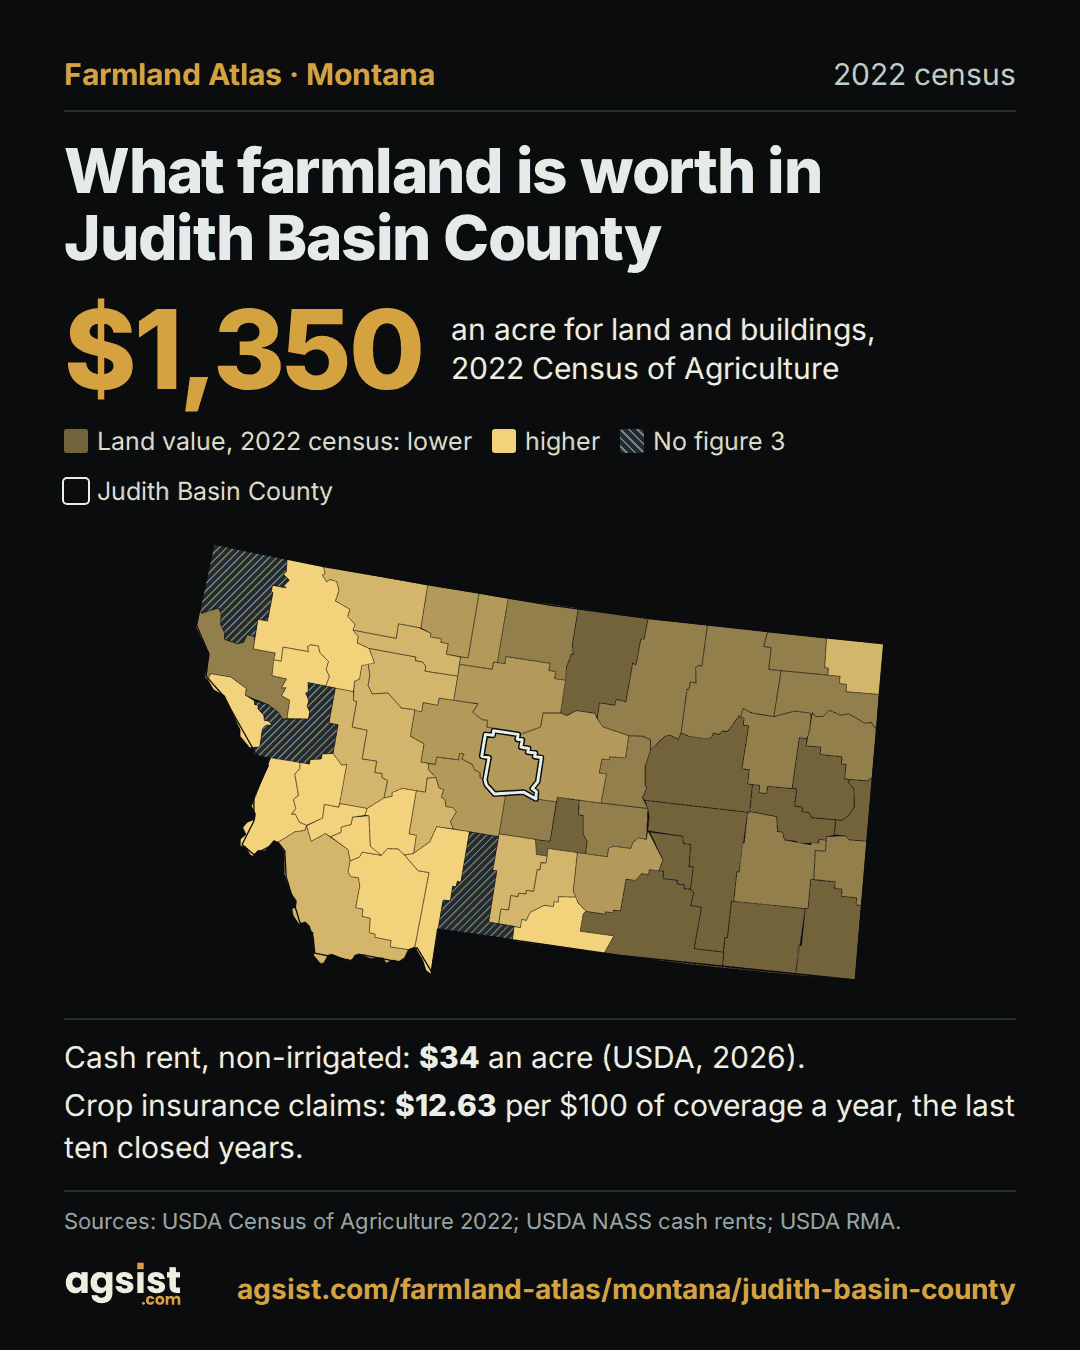 Farmland Atlas · Montana
2022 census
What farmland is worth in
Judith Basin County
$1,350
an acre for land and buildings,
2022 Census of Agriculture
Land value, 2022 census: lower
higher
No figure 3
Judith Basin County
Cash rent, non-irrigated: $34 an acre (USDA, 2026).
Crop insurance claims: $12.63 per $100 of coverage a year, the last
ten closed years.
Sources: USDA Census of Agriculture 2022; USDA NASS cash rents; USDA RMA.
agsist
.com
agsist.com/farmland-atlas/montana/judith-basin-county